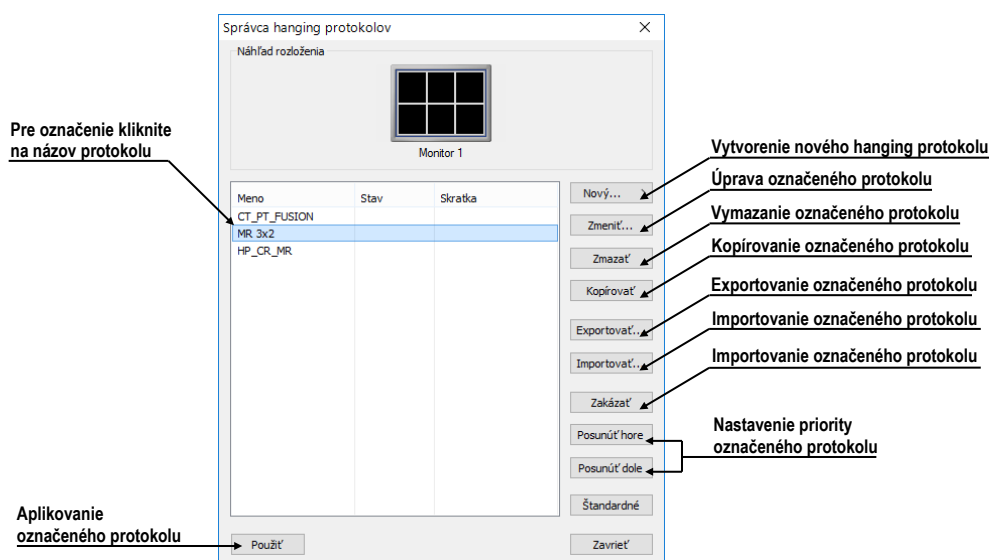 Správca hanging protokolov
Náhľad rozloženia
Monitor 1
Pre označenie kliknite
na názov protokolu
Meno Stav Skratka
CT_PT_FUSION
MR 3x2
HP_CR_MR
Nový... >
Zmeniť...
Zmazať
Kopírovať
Exportovať...
Importovať...
Zakázať
Posunúť hore
Posunúť dole
Štandardné
Použiť
Zavrieť
Vytvorenie nového hanging protokolu
Úprava označeného protokolu
Vymazanie označeného protokolu
Kopírovanie označeného protokolu
Exportovanie označeného protokolu
Importovanie označeného protokolu
Importovanie označeného protokolu
Nastavenie priority
označeného protokolu
Aplikovanie
označeného protokolu